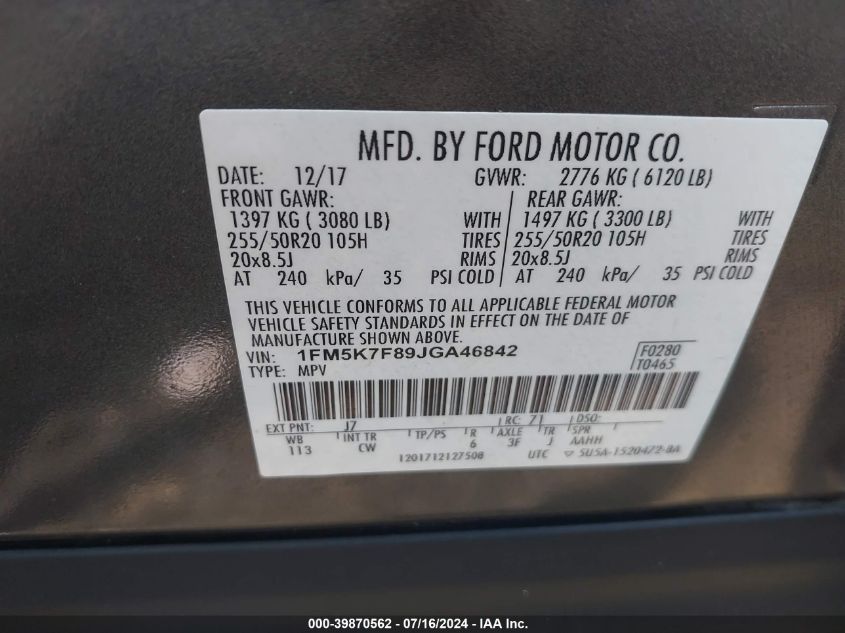 MFD. BY FORD MOTOR CO.
DATE: 12/17 GVWR: 2776 KG ( 6120 LB)
FRONT GAWR: REAR GAWR:
1397 KG ( 3080 LB) WITH 1497 KG ( 3300 LB) WITH
255/50R20 105H TIRES 255/50R20 105H TIRES
20x8.5J RIMS 20x8.5J RIMS
AT 240 kPa/ 35 PSI COLD AT 240 kPa/ 35 PSI COLD
THIS VEHICLE CONFORMS TO ALL APPLICABLE FEDERAL MOTOR
VEHICLE SAFETY STANDARDS IN EFFECT ON THE DATE OF
MANUFACTURE SHOWN ABOVE.
VIN: 1FM5K7F89JGA46842 F0280
TYPE: MPV T0465
EXT PNT: J7 RC: 71 DSO:
WB INT TR TP/PS R AXLE TR SPR
113 CW 6 3F J AAHH
1201712127508 UTC 5U5A-1520472-BA
000-39870562 - 07/16/2024 - IAA Inc.